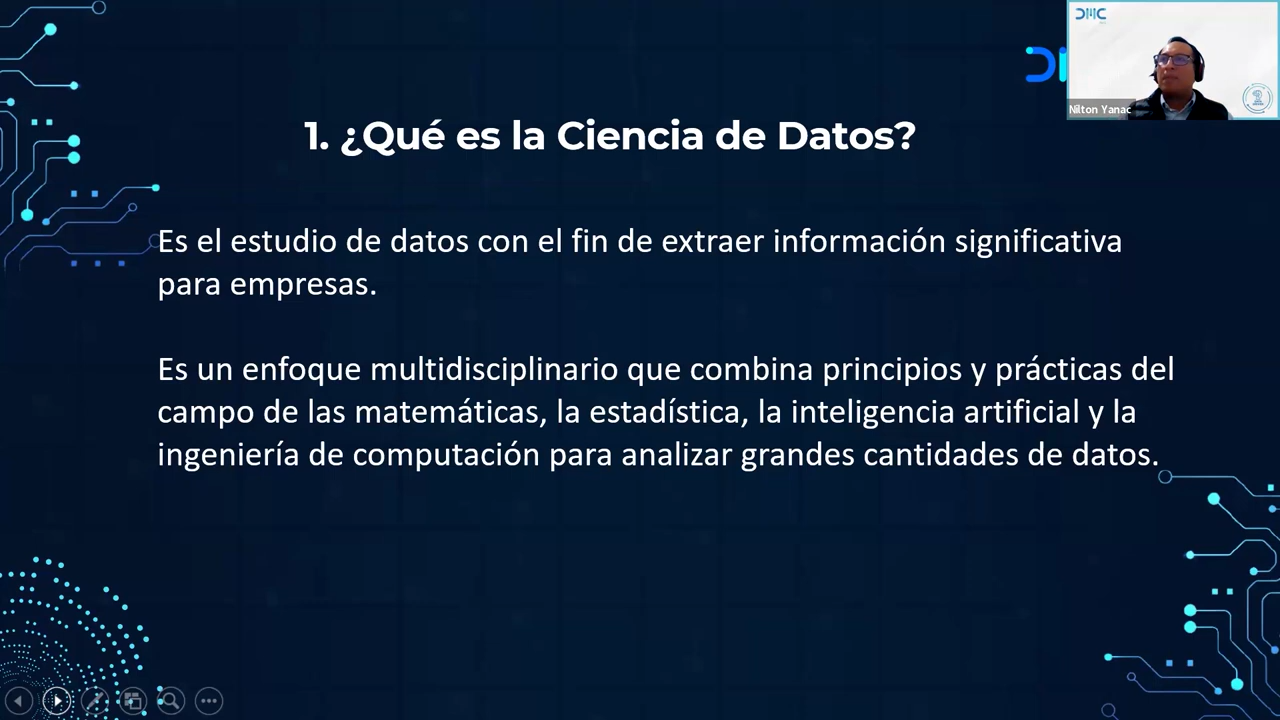 DMC
Nilton Yanac
1. ¿Qué es la Ciencia de Datos?
Es el estudio de datos con el fin de extraer información significativa
para empresas.
Es un enfoque multidisciplinario que combina principios y prácticas del
campo de las matemáticas, la estadística, la inteligencia artificial y la
ingeniería de computación para analizar grandes cantidades de datos.